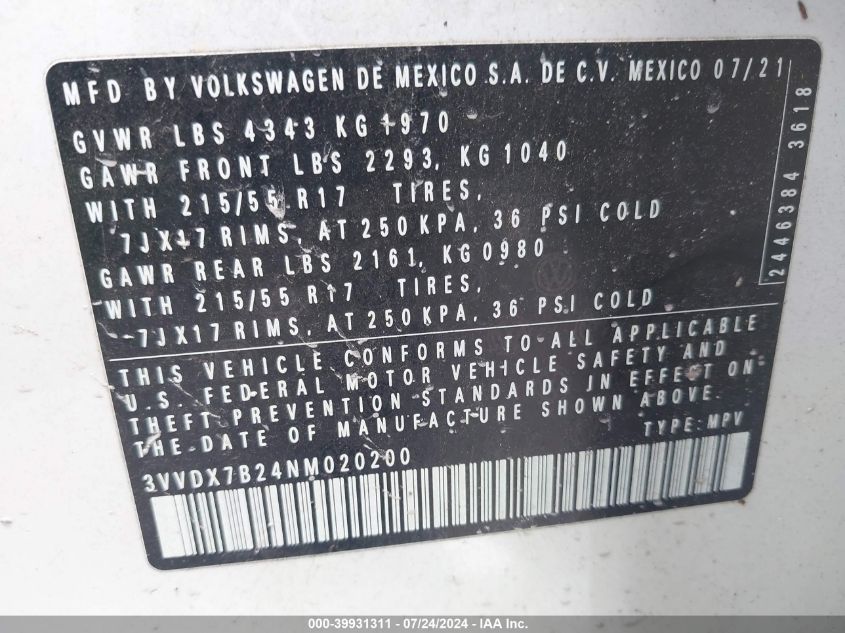 MFD BY VOLKSWAGEN DE MEXICO S.A. DE C.V. MEXICO 07/21
GVWR LBS 4343 KG 1970
GAWR FRONT LBS 2293, KG 1040
WITH 215/55 R17 TIRES,
7JX17 RIMS, AT 250 KPA, 36 PSI COLD
GAWR REAR LBS 2161, KG 0980
WITH 215/55 R17 TIRES,
7JX17 RIMS, AT 250 KPA, 36 PSI COLD
THIS VEHICLE CONFORMS TO ALL APPLICABLE
U.S. FEDERAL MOTOR VEHICLE SAFETY AND
THEFT PREVENTION STANDARDS IN EFFECT ON
THE DATE OF MANUFACTURE SHOWN ABOVE.
TYPE: MPV
3VVDX7B24NM020200
2446384 3618
000-39931311 - 07/24/2024 - IAA Inc.